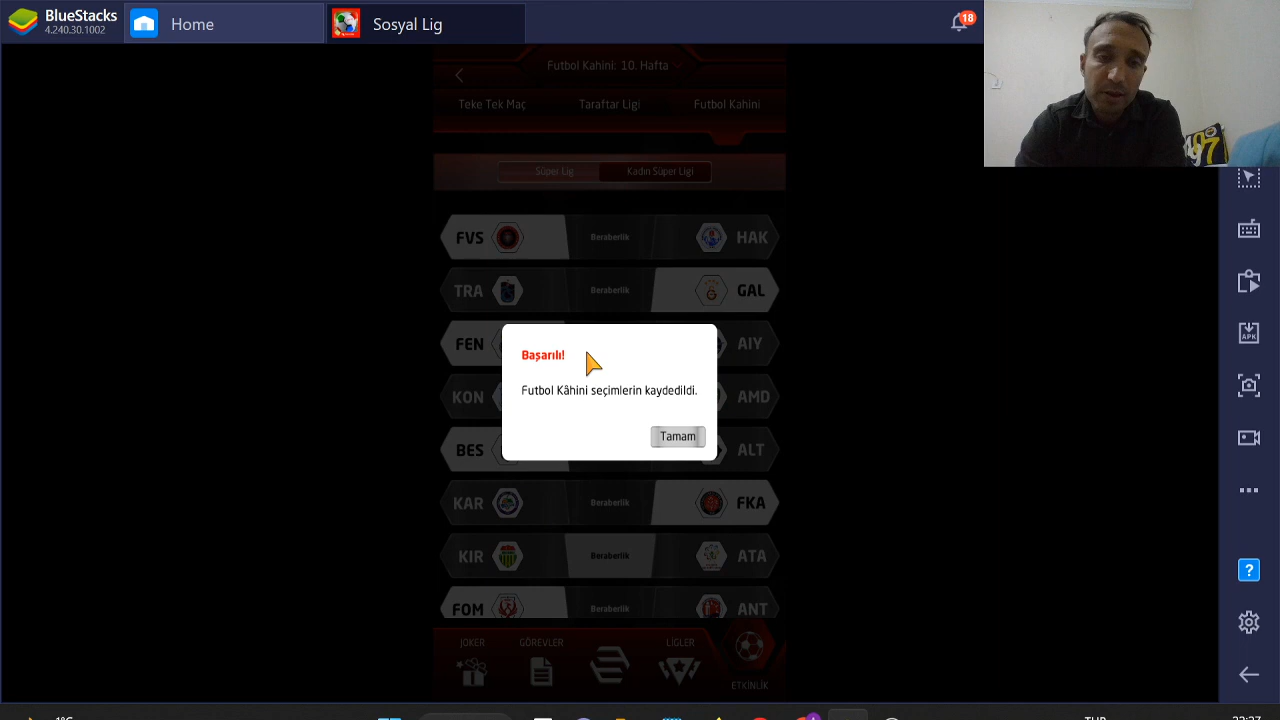 BlueStacks
4.240.30.1002
Home
Sosyal Lig
18
Futbol Kahini: 10. Hafta
Teke Tek Maç
Taraftar Ligi
Futbol Kahini
Süper Lig
Kadın Süper Ligi
FVS
Beraberlik
HAK
TRA
Beraberlik
GAL
FEN
AIY
KON
AMD
BES
ALT
Başarılı!
Futbol Kâhini seçimlerin kaydedildi.
Tamam
KAR
Beraberlik
FKA
KIR
Beraberlik
ATA
FOM
Beraberlik
ANT
JOKER
GÖREVLER
LİGLER
ETKİNLİK
APK
?